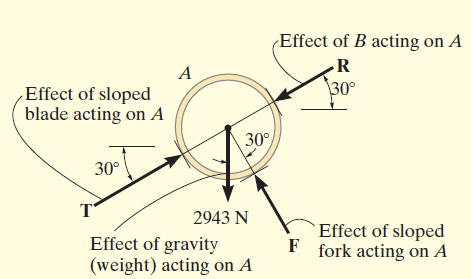 Effect of B acting on A
R
30°
A
Effect of sloped
blade acting on A
30°
30°
T
2943 N
Effect of gravity
(weight) acting on A
F
Effect of sloped
fork acting on A